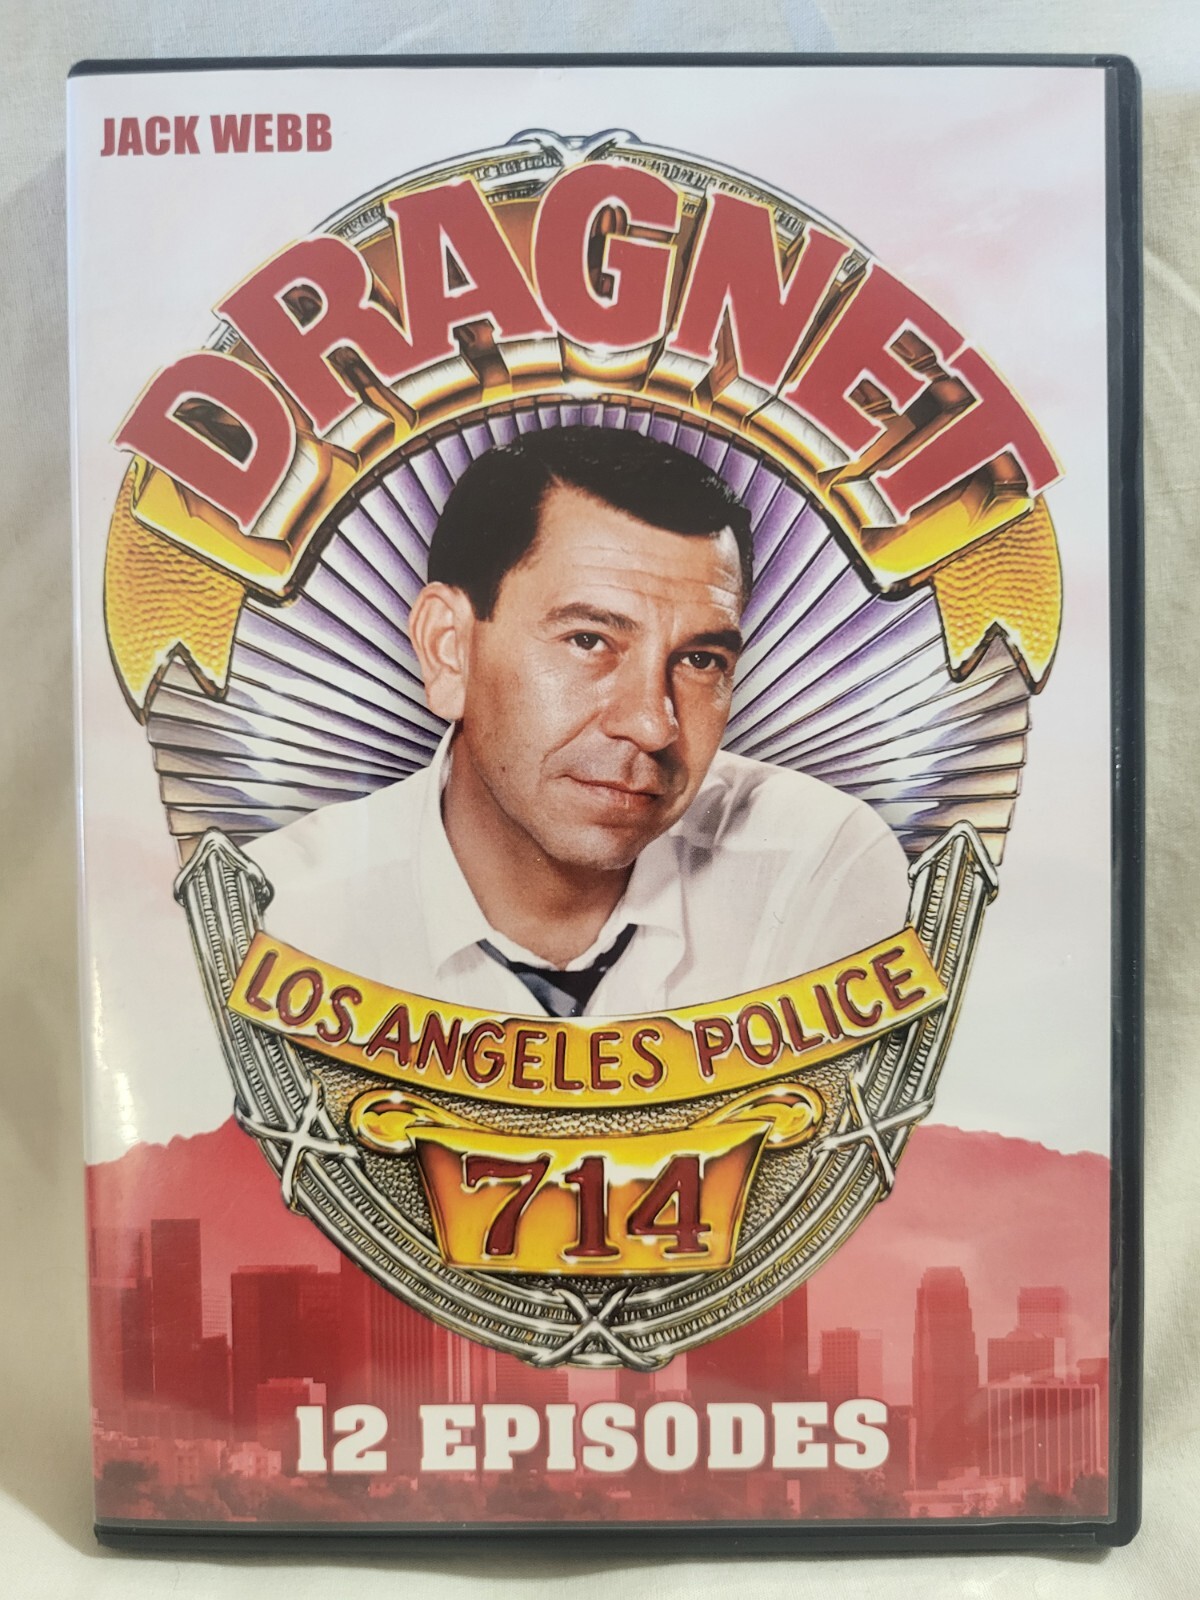 JACK WEBB
DRAGNET
LOS ANGELES POLICE
714
12 EPISODES